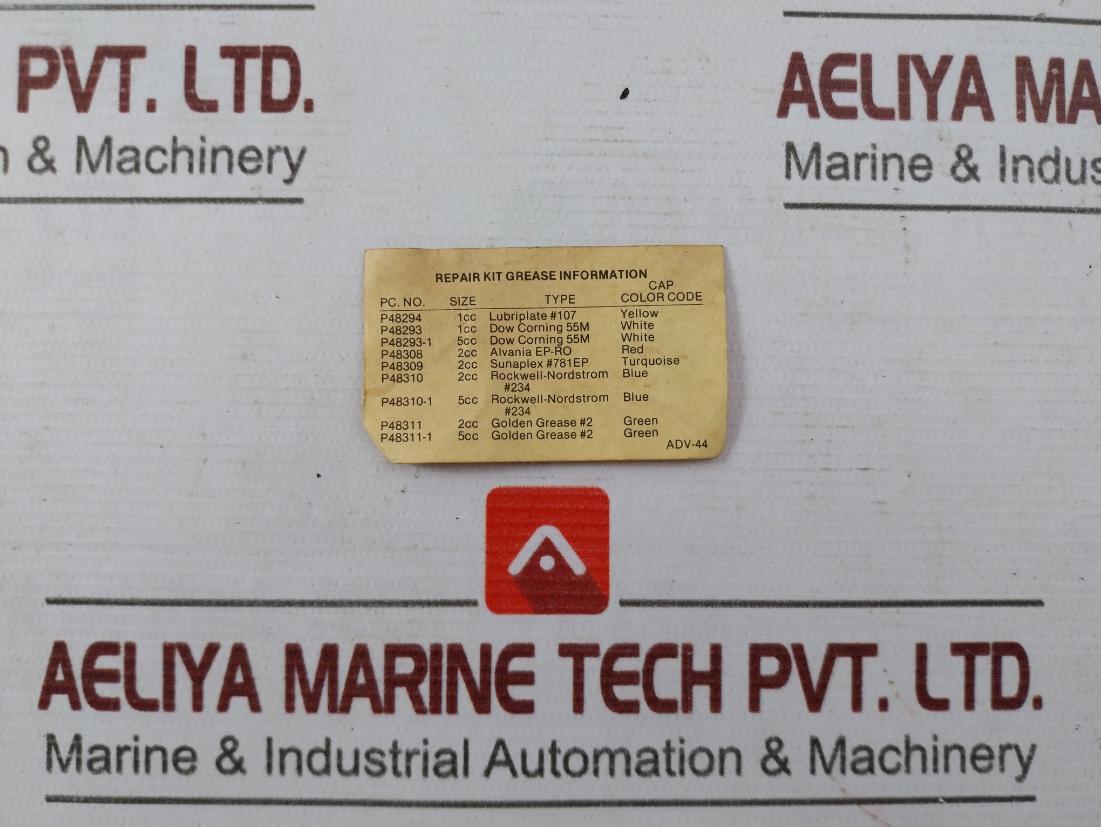 PVT. LTD.
& Machinery
AELIYA MA
Marine & Indus
REPAIR KIT GREASE INFORMATION
PC. NO. SIZE TYPE CAP COLOR CODE
P48294 1cc Lubriplate #107 Yellow
P48293 1cc Dow Corning 55M White
P48293-1 5cc Dow Corning 55M White
P48308 2cc Alvania EP-RO Red
P48309 2cc Sunaplex #781EP Turquoise
P48310 2cc Rockwell-Nordstrom Blue
#234
P48310-1 5cc Rockwell-Nordstrom Blue
#234
P48311 2cc Golden Grease #2 Green
P48311-1 5cc Golden Grease #2 Green
ADV-44
AELIYA MARINE TECH PVT. LTD.
Marine & Industrial Automation & Machinery